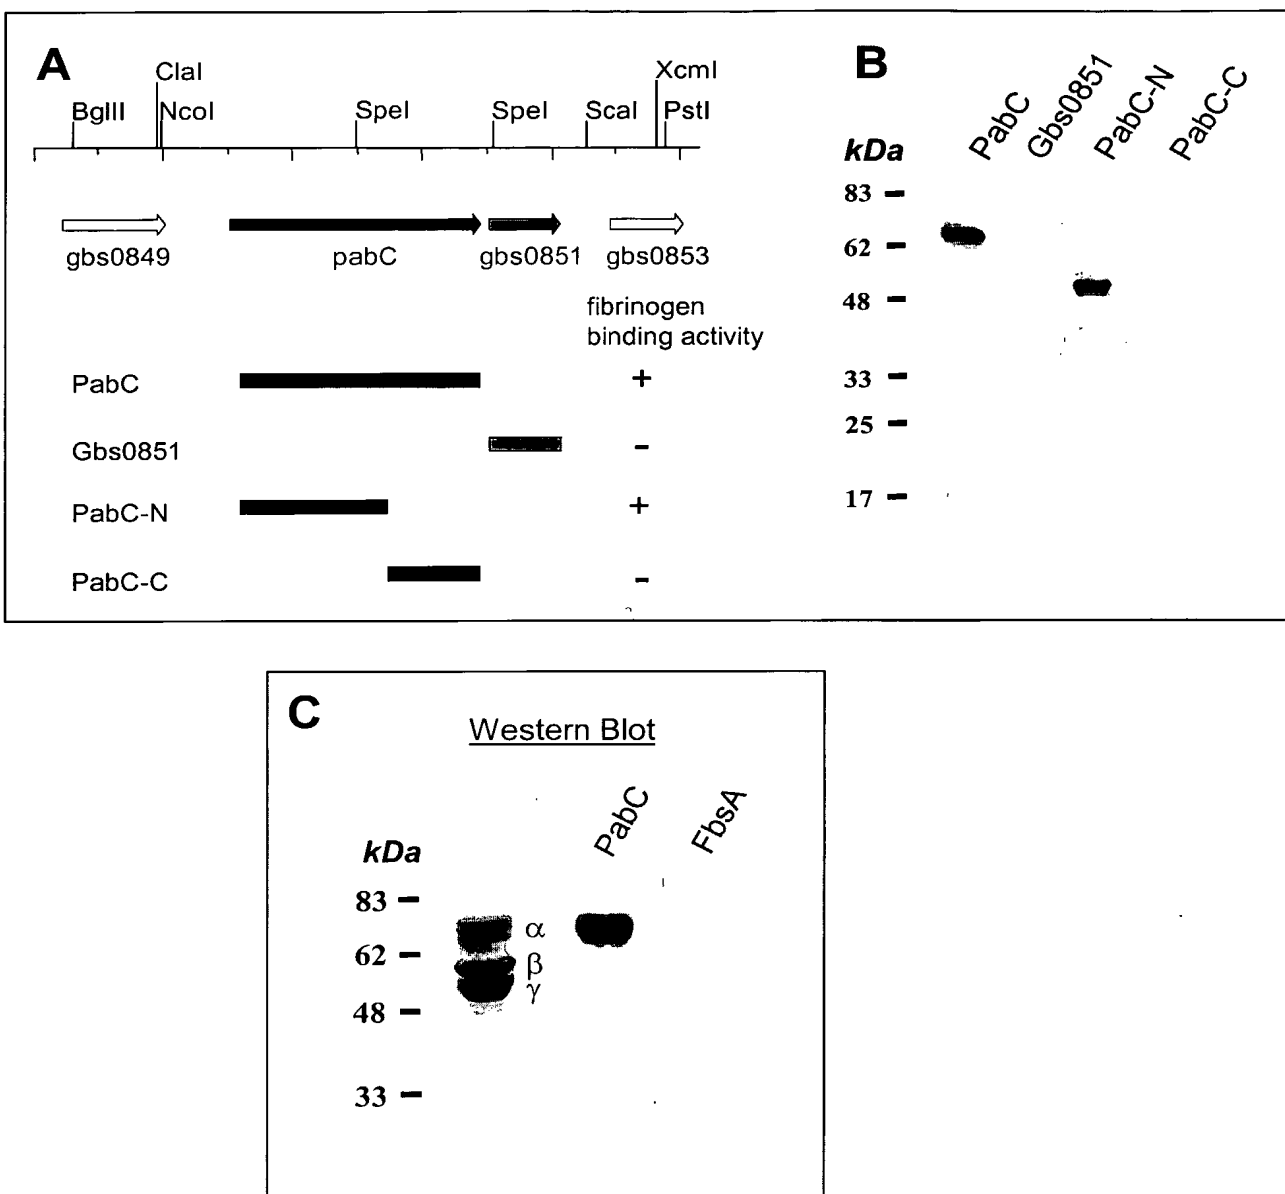 A
ClaI
XcmI
BglII
NcoI
SpeI
SpeI
ScaI
PstI
gbs0849
pabC
gbs0851
gbs0853
fibrinogen
binding activity
PabC
+
Gbs0851
-
PabC-N
+
PabC-C
-
B
PabC
Gbs0851
PabC-N
PabC-C
kDa
83
62
48
33
25
17
C
Western Blot
PabC
FbsA
kDa
83
α
62
β
γ
48
33